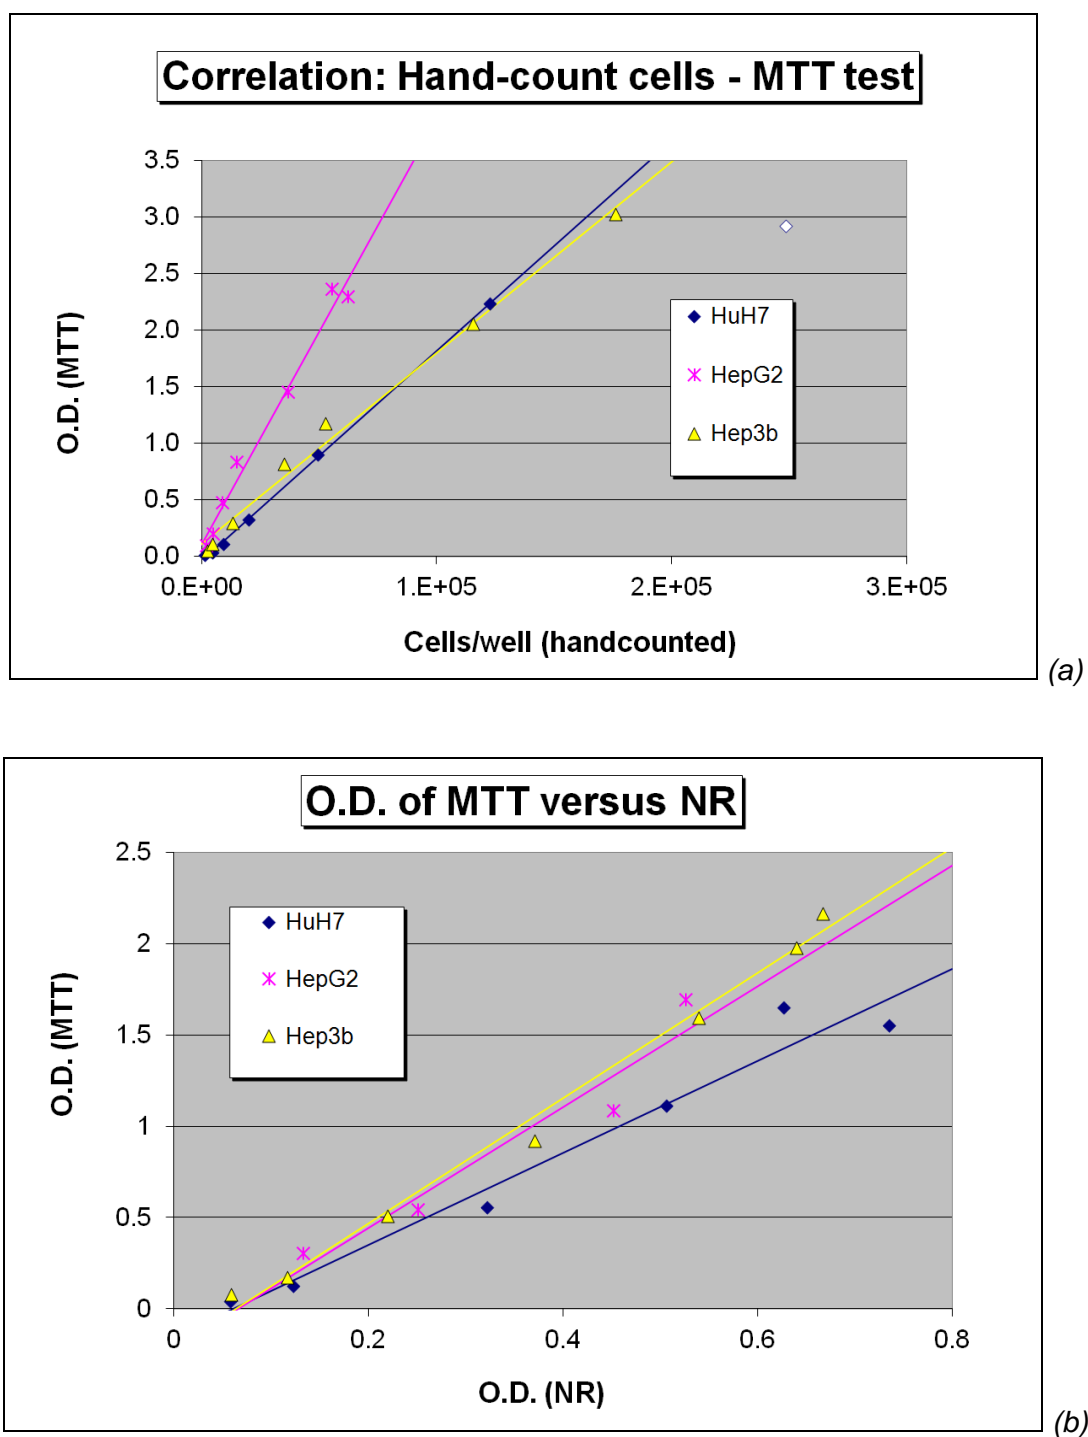 Correlation: Hand-count cells - MTT test
3.5
3.0
2.5
2.0
1.5
1.0
0.5
0.0
O.D. (MTT)
HuH7
HepG2
Hep3b
0.E+00 1.E+05 2.E+05 3.E+05
Cells/well (handcounted)
(a)
O.D. of MTT versus NR
2.5
2
1.5
1
0.5
0
O.D. (MTT)
HuH7
HepG2
Hep3b
0 0.2 0.4 0.6 0.8
O.D. (NR)
(b)